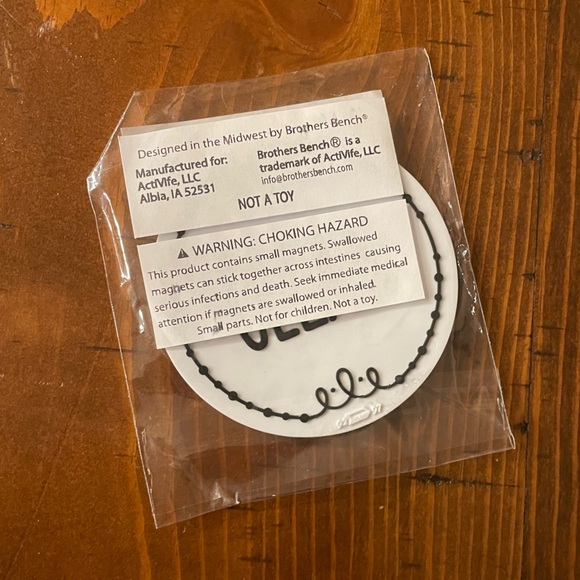 Designed in the Midwest by Brothers Bench®
Manufactured for:
ActiVife, LLC
Albia, IA 52531
Brothers Bench® is a
trademark of ActiVife, LLC
info@brothersbench.com
NOT A TOY
⚠ WARNING: CHOKING HAZARD
This product contains small magnets. Swallowed
magnets can stick together across intestines causing
serious infections and death. Seek immediate medical
attention if magnets are swallowed or inhaled.
Small parts. Not for children. Not a toy.